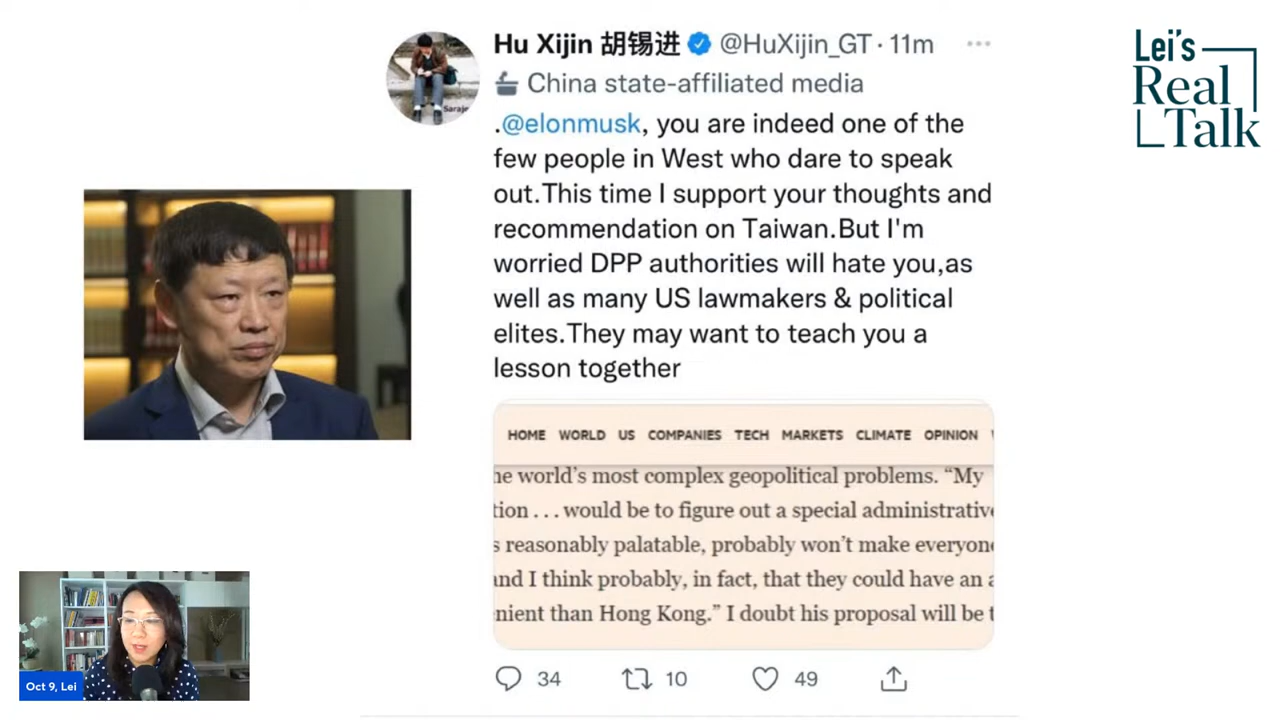 Hu Xijin 胡锡进 @HuXijin_GT · 11m
China state-affiliated media
.@elonmusk, you are indeed one of the
few people in West who dare to speak
out.This time I support your thoughts and
recommendation on Taiwan.But I'm
worried DPP authorities will hate you,as
well as many US lawmakers & political
elites.They may want to teach you a
lesson together
HOME WORLD US COMPANIES TECH MARKETS CLIMATE OPINION
he world's most complex geopolitical problems. “My
tion . . . would be to figure out a special administrative
s reasonably palatable, probably won't make everyone
and I think probably, in fact, that they could have an a
nient than Hong Kong.” I doubt his proposal will be t
34 10 49
Lei's
Real
Talk
Oct 9, Lei